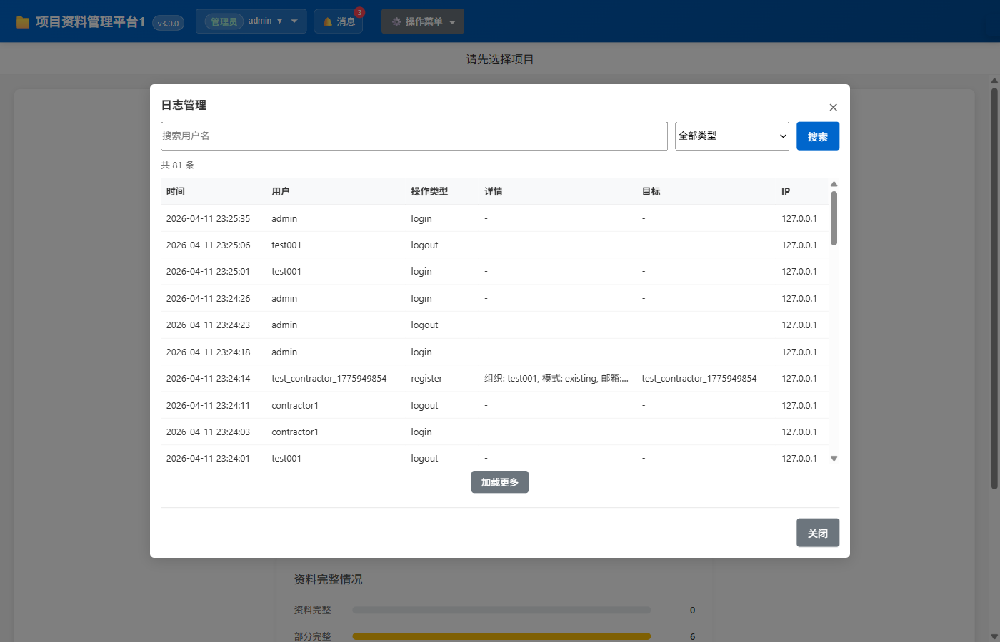 项目资料管理平台1 v3.0.0 管理员 admin ▼ 消息 3 操作菜单
请先选择项目
日志管理 ×
搜索用户名 全部类型 搜索
共 81 条
时间 用户 操作类型 详情 目标 IP
2026-04-11 23:25:35 admin login - - 127.0.0.1
2026-04-11 23:25:06 test001 logout - - 127.0.0.1
2026-04-11 23:25:01 test001 login - - 127.0.0.1
2026-04-11 23:24:26 admin login - - 127.0.0.1
2026-04-11 23:24:23 admin logout - - 127.0.0.1
2026-04-11 23:24:18 admin login - - 127.0.0.1
2026-04-11 23:24:14 test_contractor_1775949854 register 组织: test001, 模式: existing, 邮箱:... test_contractor_1775949854 127.0.0.1
2026-04-11 23:24:11 contractor1 logout - - 127.0.0.1
2026-04-11 23:24:03 contractor1 login - - 127.0.0.1
2026-04-11 23:24:01 test001 logout - - 127.0.0.1
加载更多
关闭
资料完整情况
资料完整 0
部分完整 6